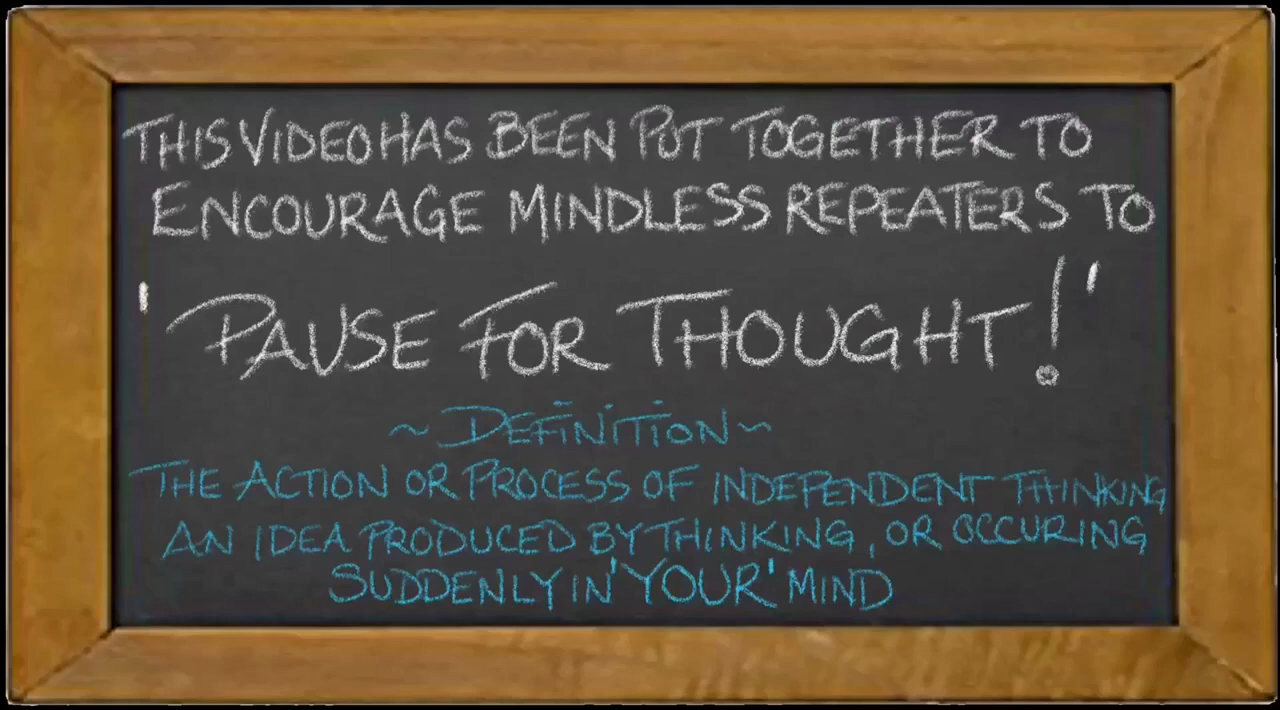 THIS VIDEO HAS BEEN PUT TOGETHER TO
ENCOURAGE MINDLESS REPEATERS TO
'PAUSE FOR THOUGHT!'
~DEFINITION~
THE ACTION OR PROCESS OF INDEPENDENT THINKING
AN IDEA PRODUCED BY THINKING, OR OCCURING
SUDDENLY IN 'YOUR' MIND